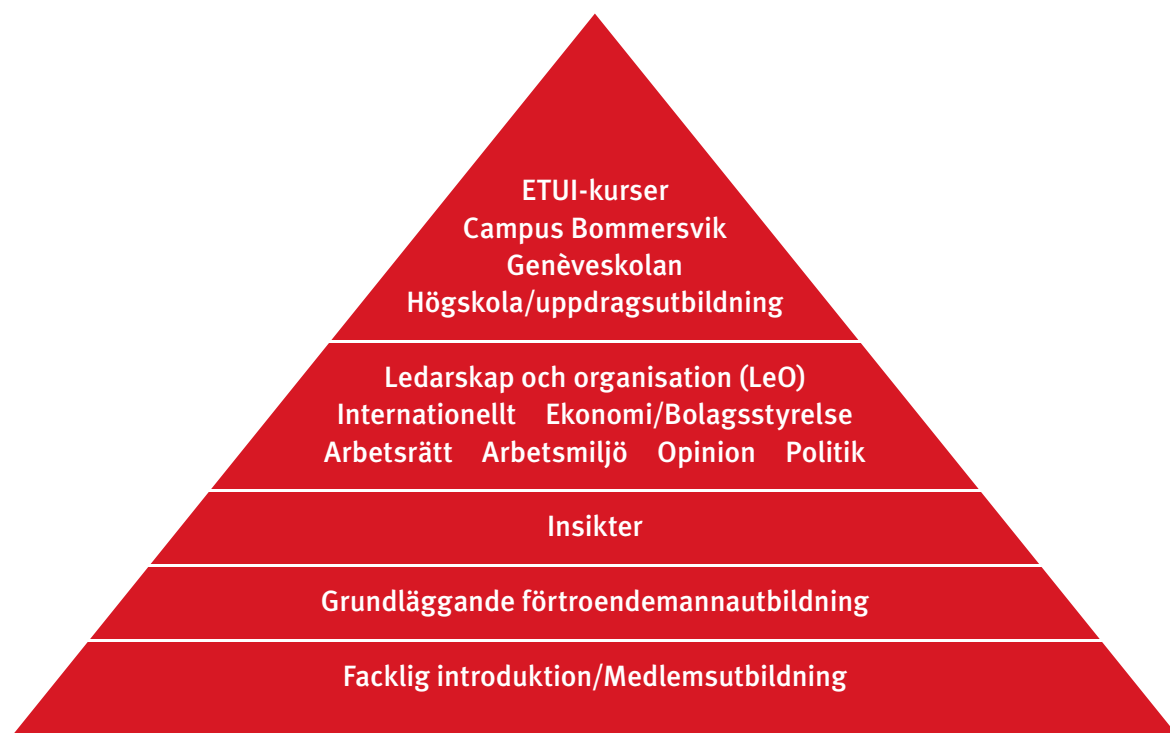 ETUI-kurser
Campus Bommersvik
Genèveskolan
Högskola/uppdragsutbildning
Ledarskap och organisation (LeO)
Internationellt Ekonomi/Bolagsstyrelse
Arbetsrätt Arbetsmiljö Opinion Politik
Insikter
Grundläggande förtroendemannautbildning
Facklig introduktion/Medlemsutbildning